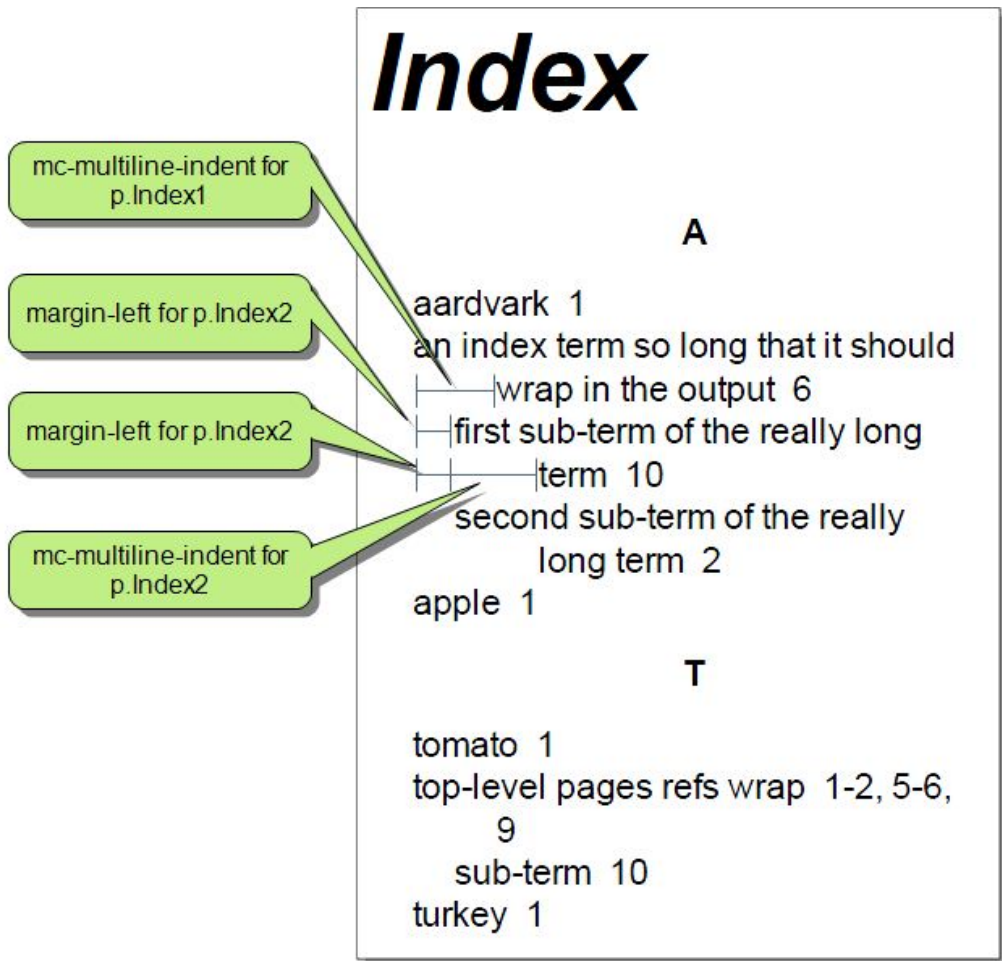 Index
mc-multiline-indent for
p.Index1
margin-left for p.Index2
margin-left for p.Index2
mc-multiline-indent for
p.Index2
A
aardvark 1
an index term so long that it should
wrap in the output 6
first sub-term of the really long
term 10
second sub-term of the really
long term 2
apple 1
T
tomato 1
top-level pages refs wrap 1-2, 5-6,
9
sub-term 10
turkey 1